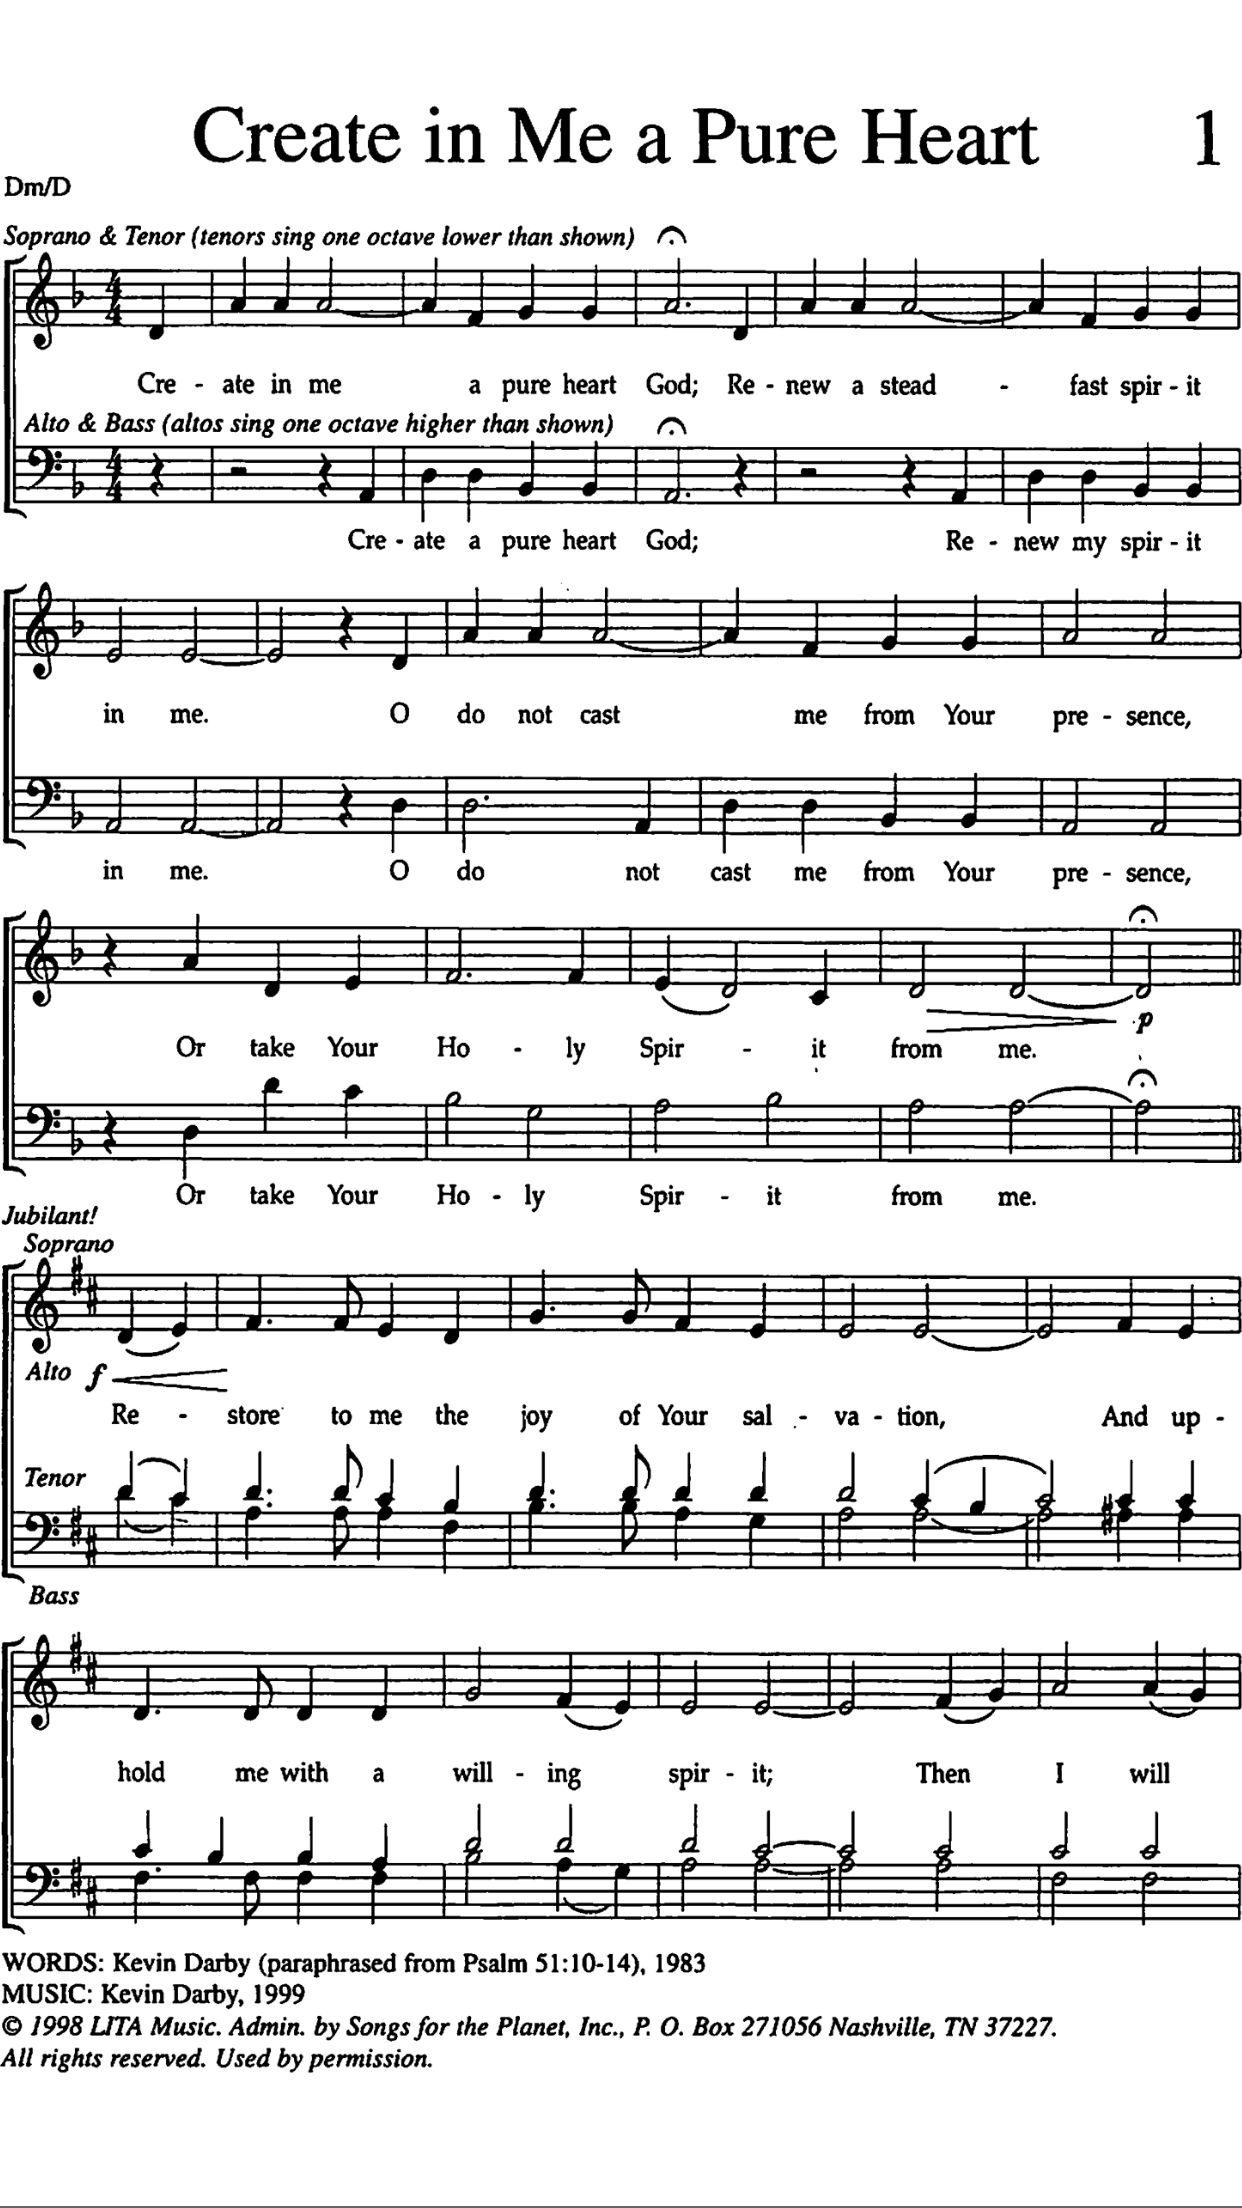 Create in Me a Pure Heart 1
Dm/D
Soprano & Tenor (tenors sing one octave lower than shown)
Cre - ate in me a pure heart God; Re - new a stead - fast spir - it
Alto & Bass (altos sing one octave higher than shown)
Cre - ate a pure heart God; Re - new my spir - it
in me. O do not cast me from Your pre - sence,
in me. O do not cast me from Your pre - sence,
p
Or take Your Ho - ly Spir - it from me.
Or take Your Ho - ly Spir - it from me.
Jubilant!
Soprano
Alto f
Re - store to me the joy of Your sal - va - tion, And up -
Tenor
Bass
hold me with a will - ing spir - it; Then I will
WORDS: Kevin Darby (paraphrased from Psalm 51:10-14), 1983
MUSIC: Kevin Darby, 1999
© 1998 LITA Music. Admin. by Songs for the Planet, Inc., P. O. Box 271056 Nashville, TN 37227.
All rights reserved. Used by permission.